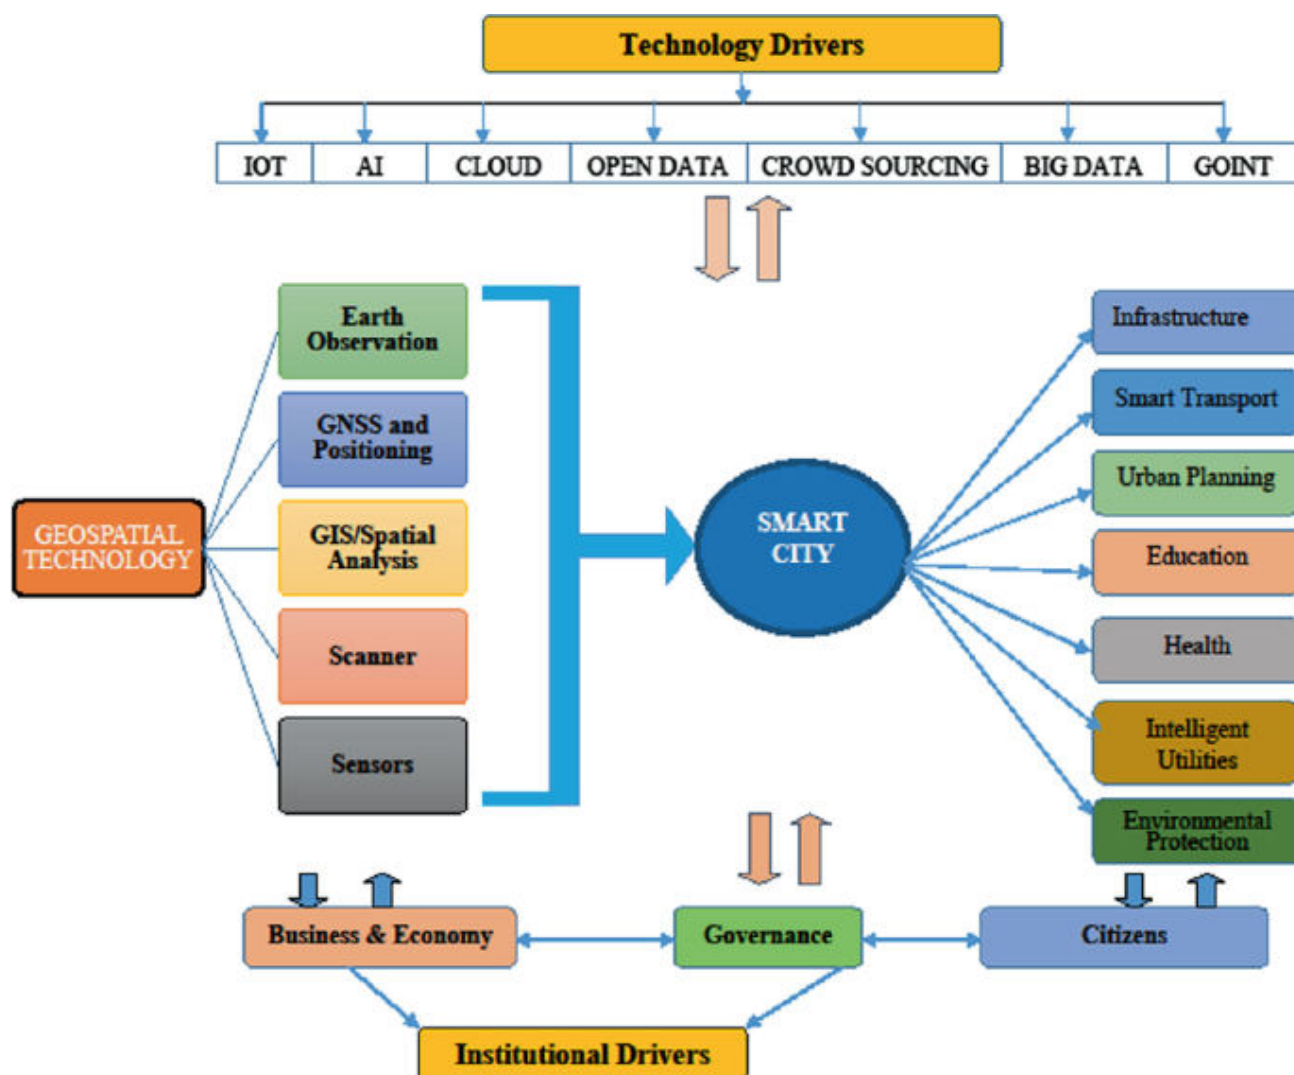 Technology Drivers
IOT
AI
CLOUD
OPEN DATA
CROWD SOURCING
BIG DATA
GOINT
GEOSPATIAL
TECHNOLOGY
Earth
Observation
GNSS and
Positioning
GIS/Spatial
Analysis
Scanner
Sensors
SMART
CITY
Infrastructure
Smart Transport
Urban Planning
Education
Health
Intelligent
Utilities
Environmental
Protection
Business & Economy
Governance
Citizens
Institutional Drivers